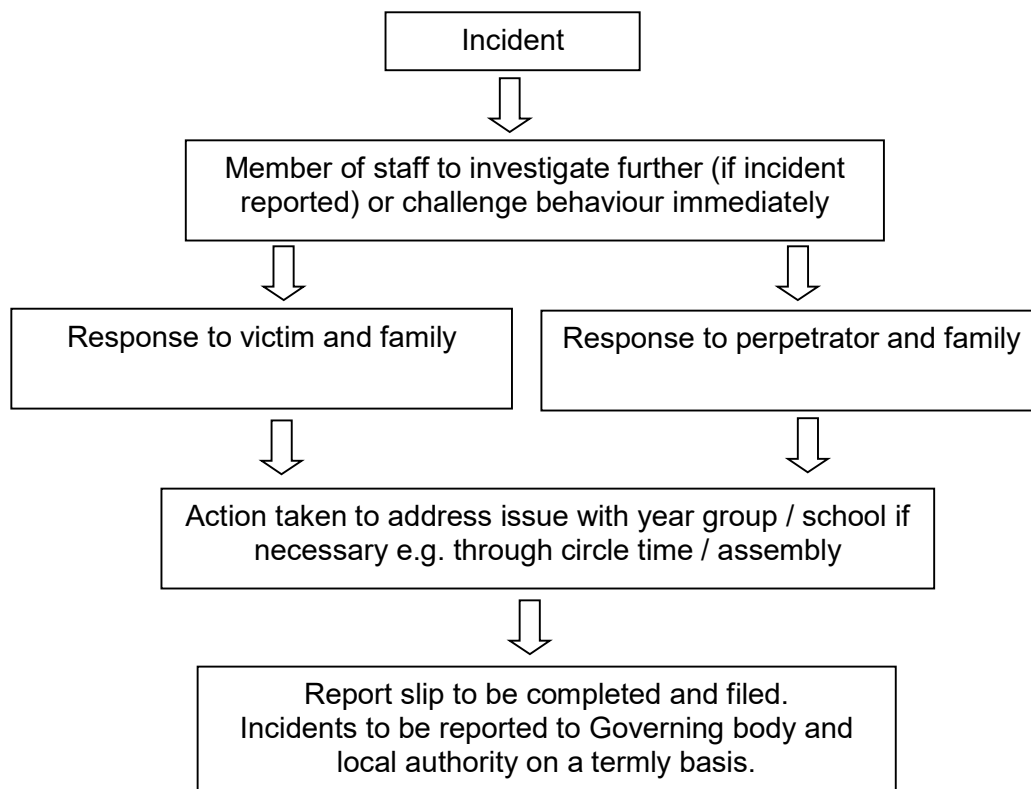 Incident
Member of staff to investigate further (if incident
reported) or challenge behaviour immediately
Response to victim and family
Response to perpetrator and family
Action taken to address issue with year group / school if
necessary e.g. through circle time / assembly
Report slip to be completed and filed.
Incidents to be reported to Governing body and
local authority on a termly basis.